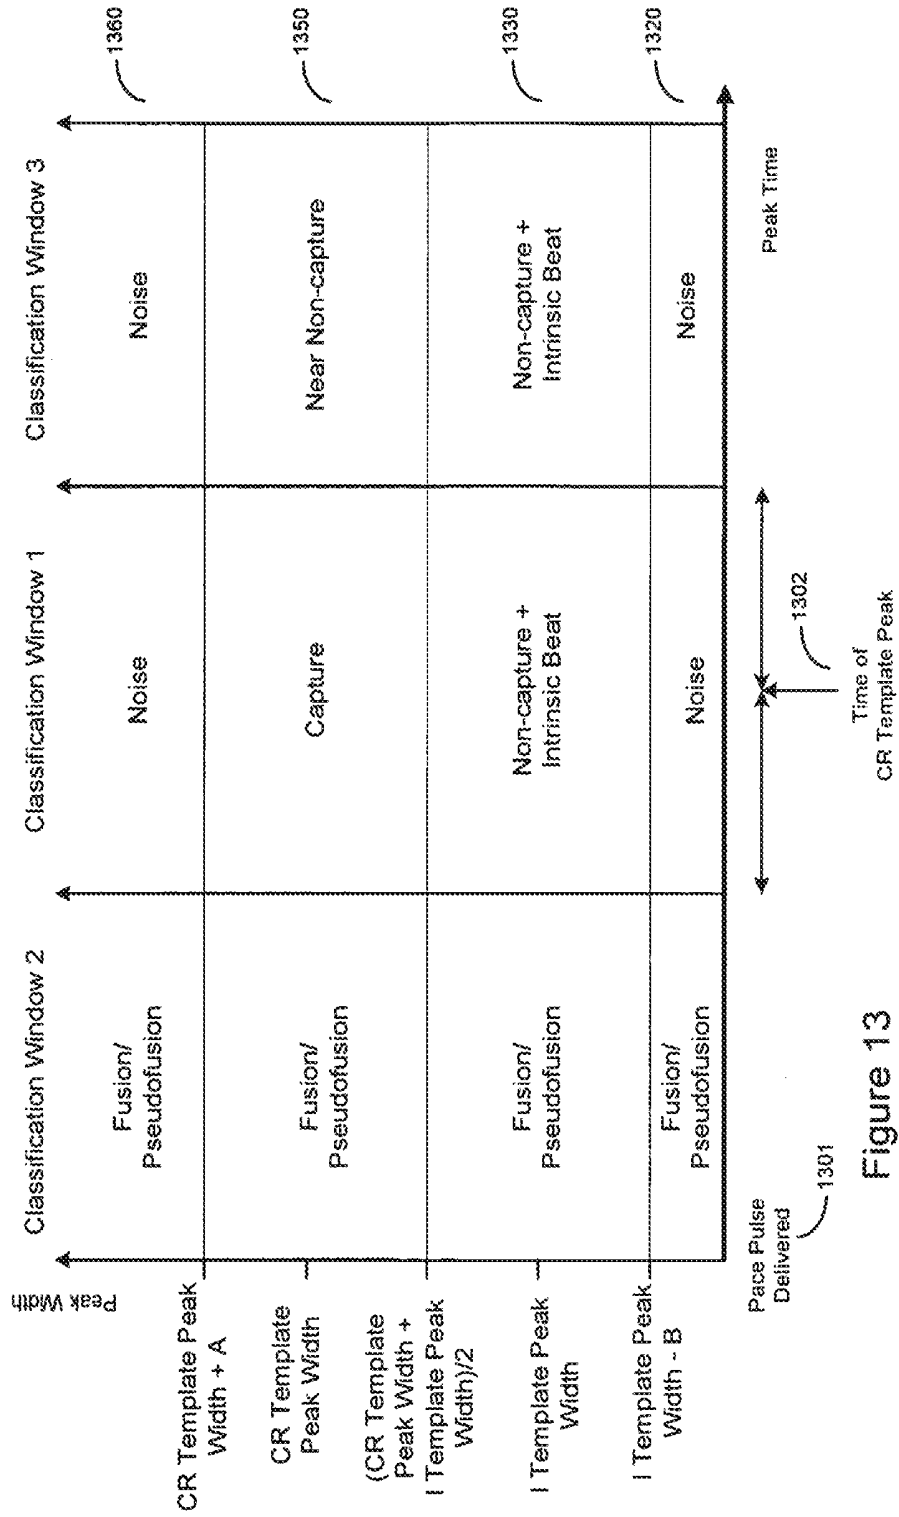 Peak Width
Classification Window 2
Classification Window 1
Classification Window 3
CR Template Peak
Width + A
Fusion/
Pseudofusion
Noise
Noise
1360
CR Template
Peak Width
Fusion/
Pseudofusion
Capture
Near Non-capture
1350
(CR Template
Peak Width +
I Template Peak
Width)/2
I Template Peak
Width
Fusion/
Pseudofusion
Non-capture +
Intrinsic Beat
Non-capture +
Intrinsic Beat
1330
I Template Peak
Width - B
Fusion/
Pseudofusion
Noise
Noise
1320
Pace Pulse
Delivered
1301
1302
Time of
CR Template Peak
Peak Time
Figure 13